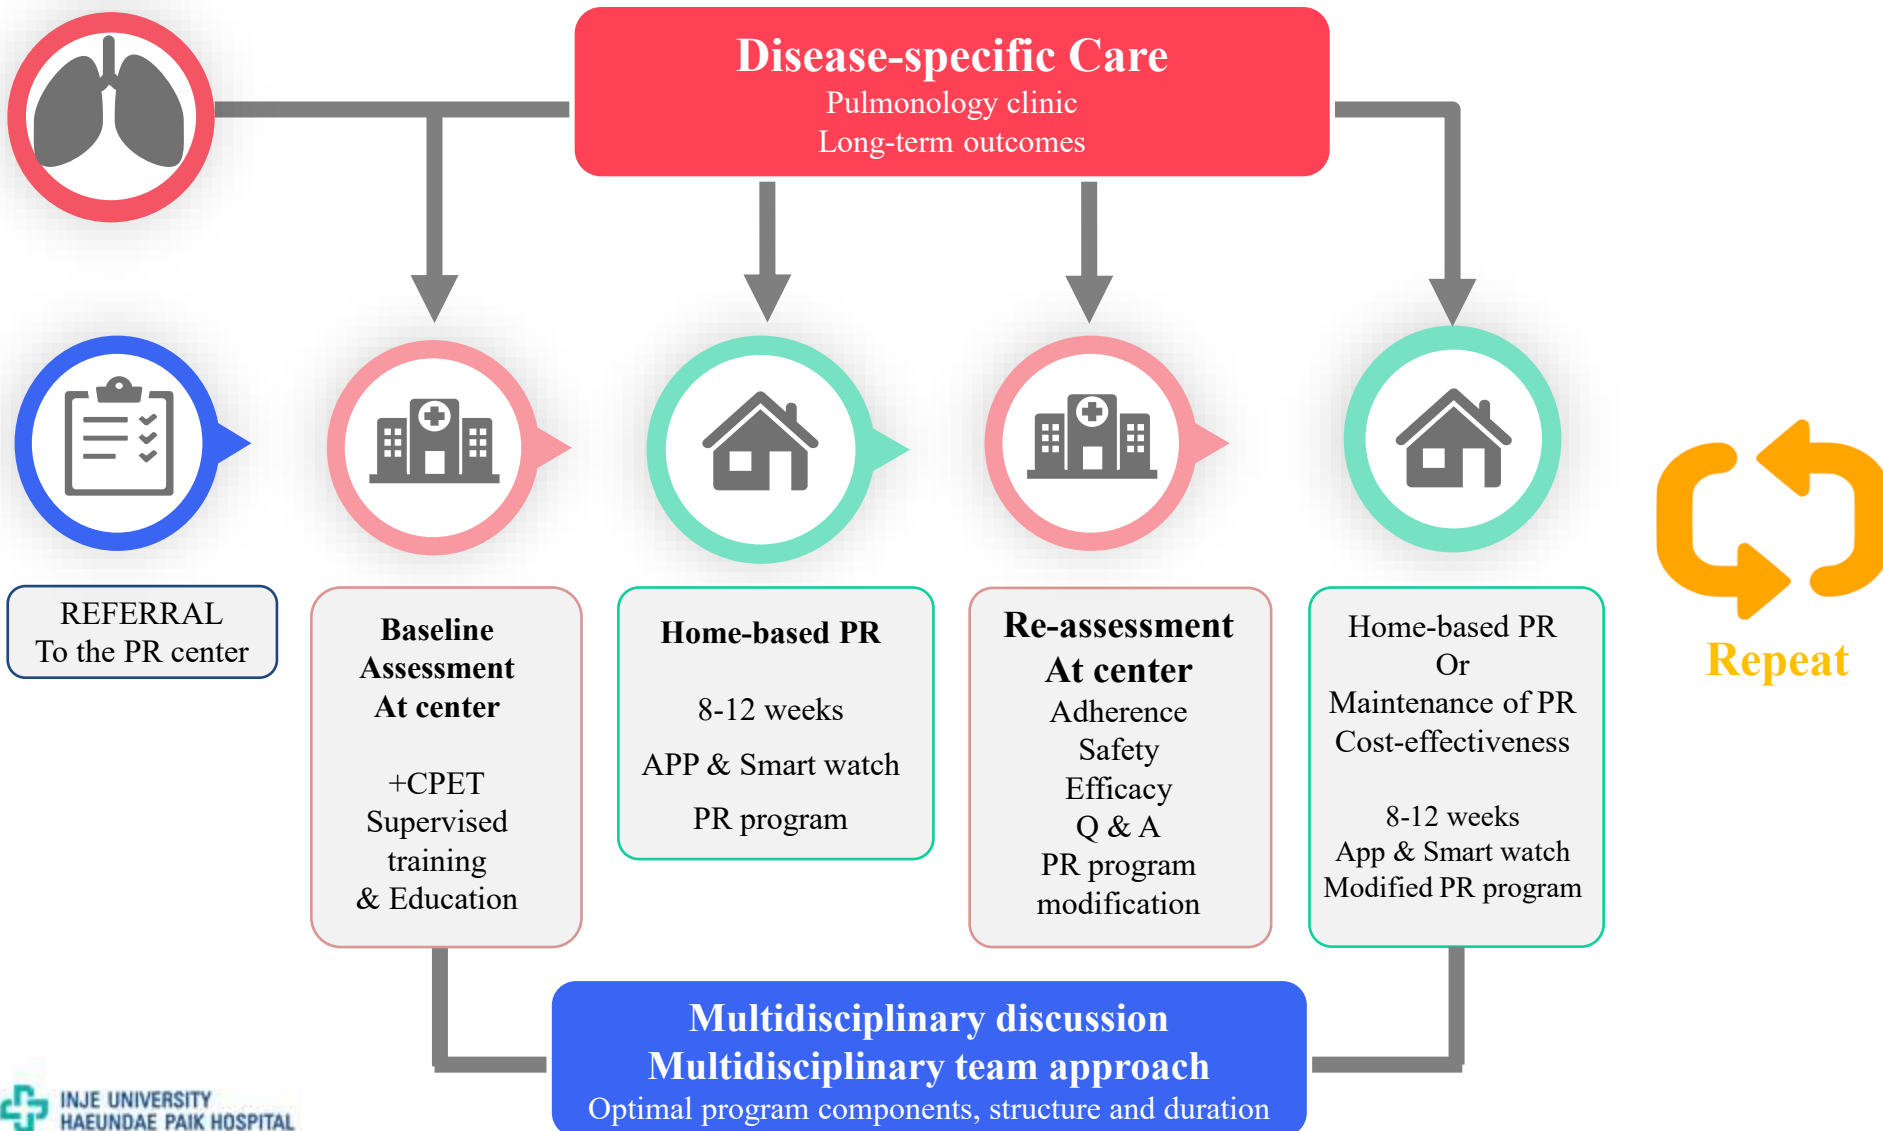 Disease-specific Care
Pulmonology clinic
Long-term outcomes
REFERRAL
To the PR center
Baseline
Assessment
At center
+CPET
Supervised
training
& Education
Home-based PR
8-12 weeks
APP & Smart watch
PR program
Re-assessment
At center
Adherence
Safety
Efficacy
Q & A
PR program
modification
Home-based PR
Or
Maintenance of PR
Cost-effectiveness
8-12 weeks
App & Smart watch
Modified PR program
Repeat
Multidisciplinary discussion
Multidisciplinary team approach
Optimal program components, structure and duration
INJE UNIVERSITY
HAEUNDAE PAIK HOSPITAL